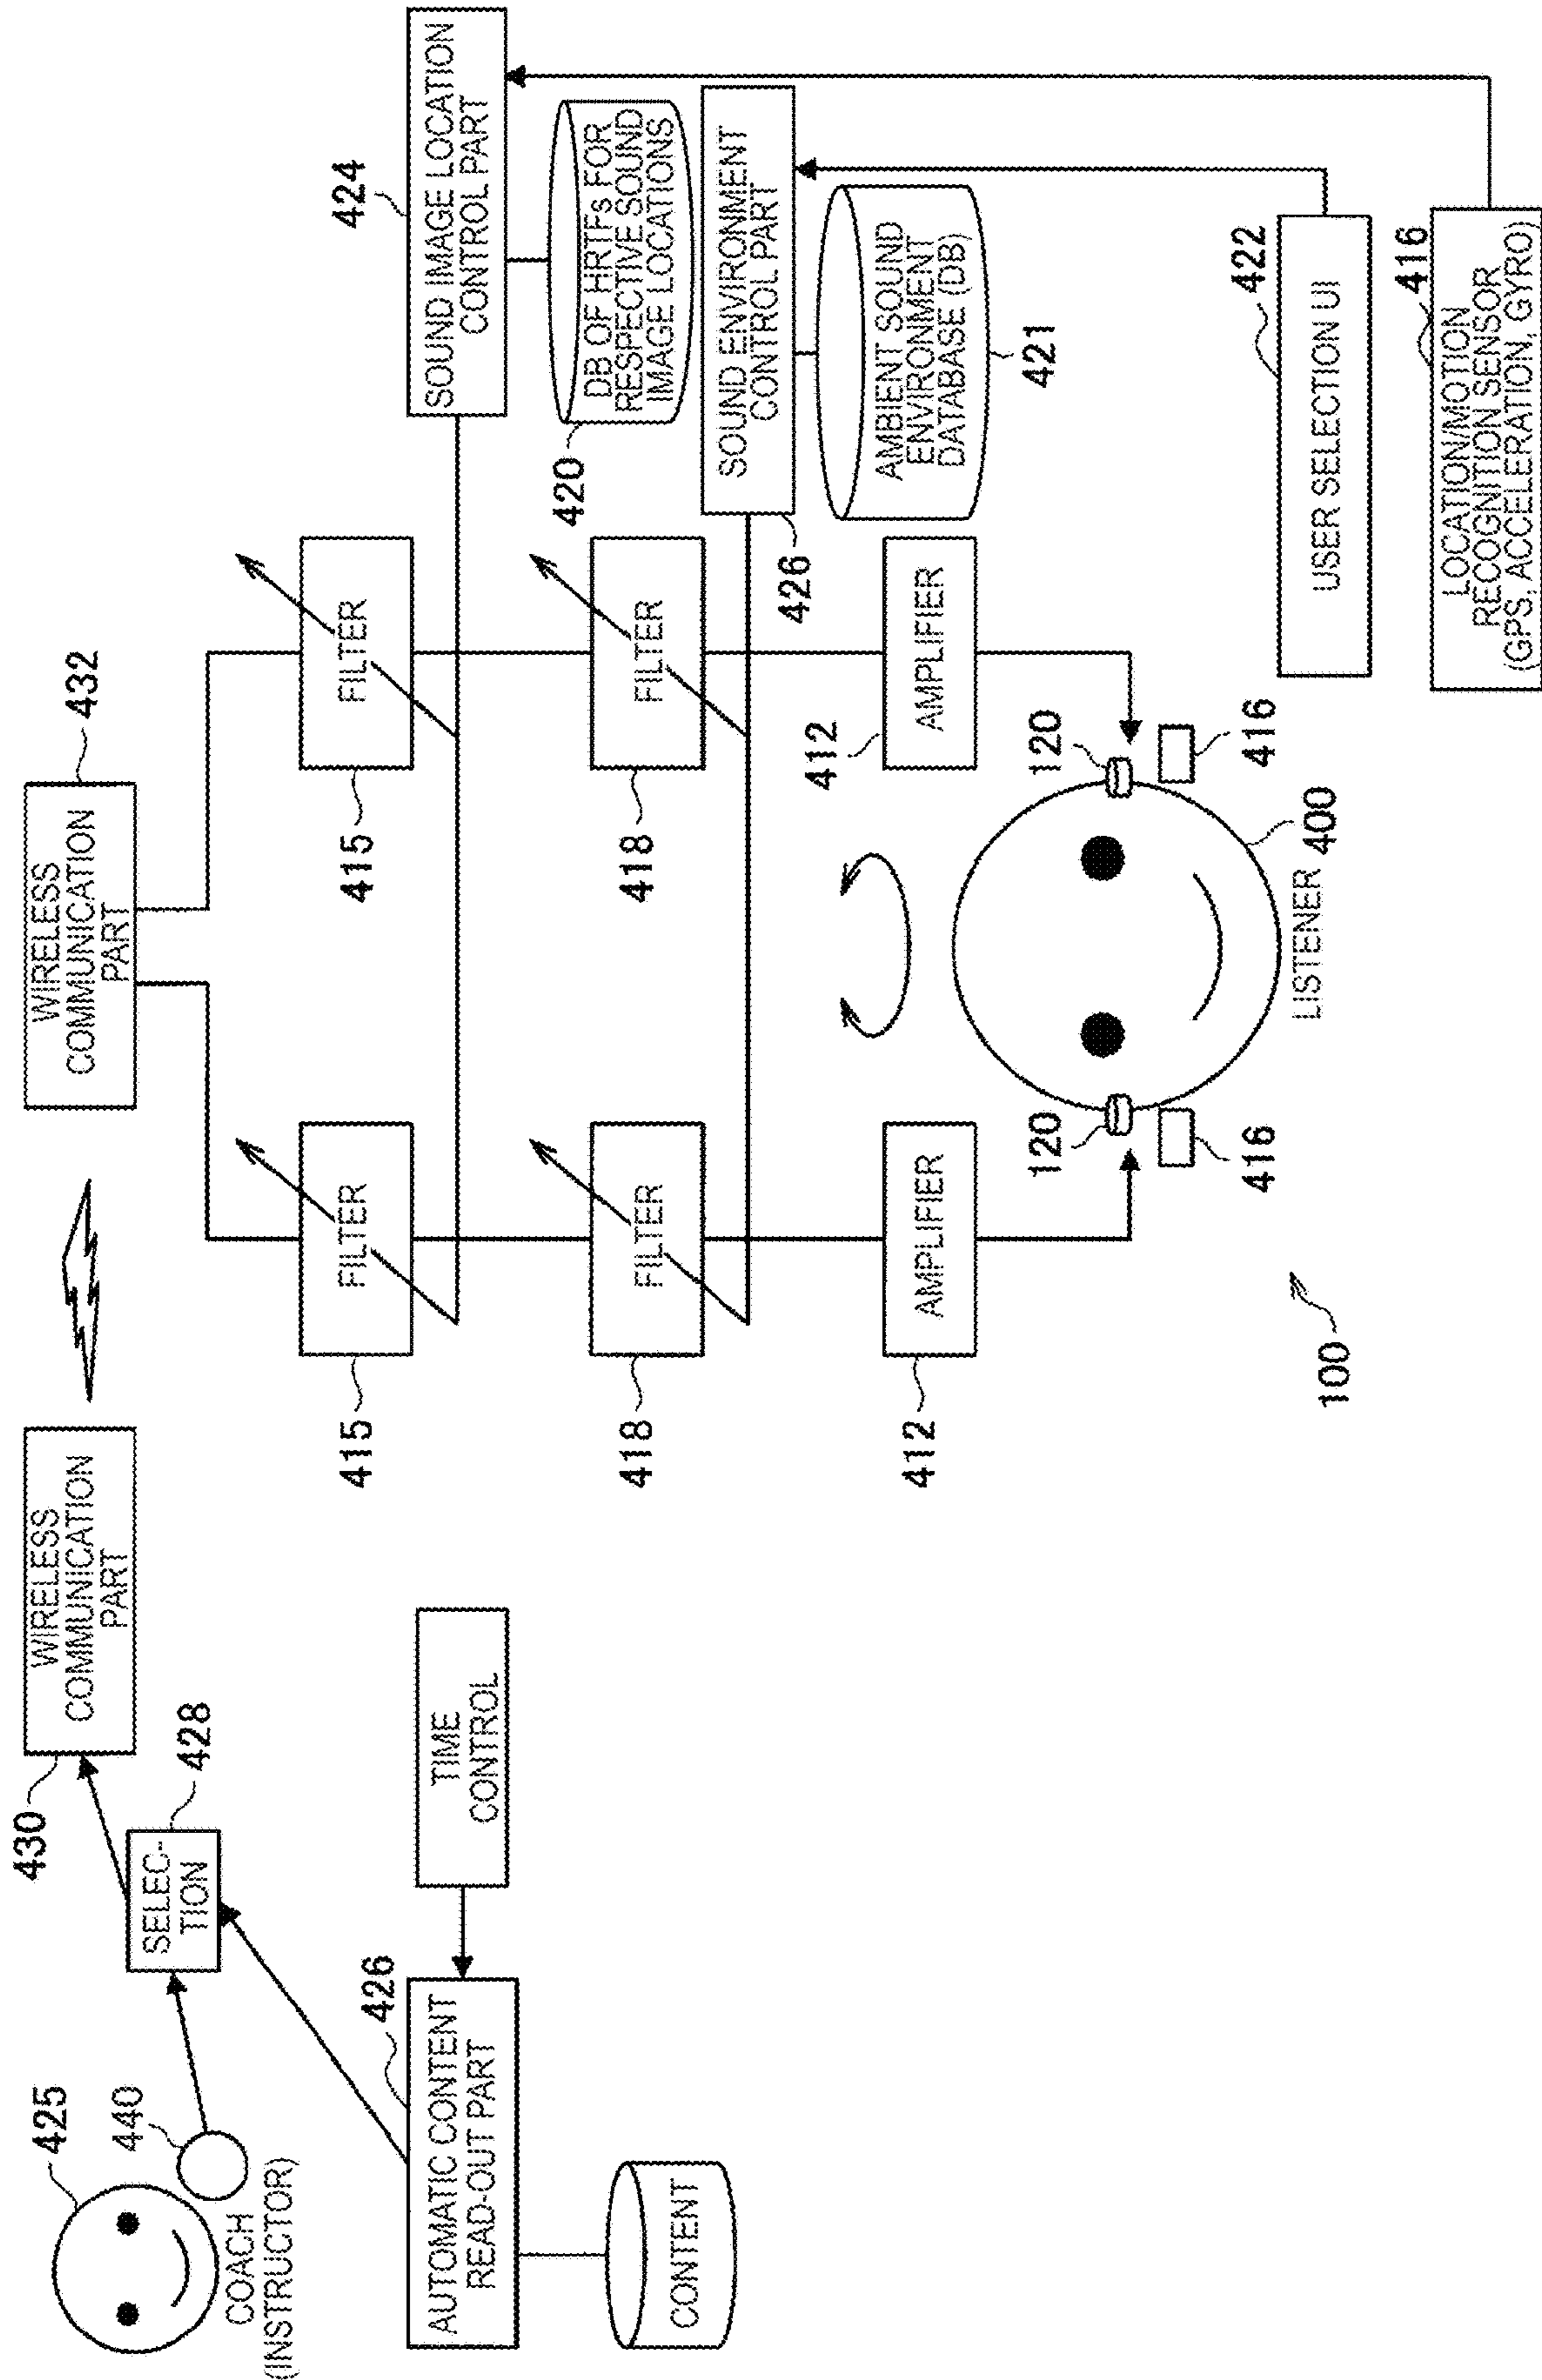 425
440
COACH
(INSTRUCTOR)
SELEC-
TION
428
430
WIRELESS
COMMUNICATION
PART
426
AUTOMATIC CONTENT
READ-OUT PART
TIME
CONTROL
CONTENT
WIRELESS
COMMUNICATION
PART
432
FILTER
415
FILTER
415
FILTER
418
FILTER
418
AMPLIFIER
412
AMPLIFIER
412
424
SOUND IMAGE LOCATION
CONTROL PART
420
DB OF HRTFs FOR
RESPECTIVE SOUND
IMAGE LOCATIONS
426
SOUND ENVIRONMENT
CONTROL PART
AMBIENT SOUND
ENVIRONMENT
DATABASE (DB)
421
120
416
120
416
LISTENER 400
100
422
USER SELECTION UI
416
LOCATION/MOTION
RECOGNITION SENSOR
(GPS, ACCELERATION, GYRO)